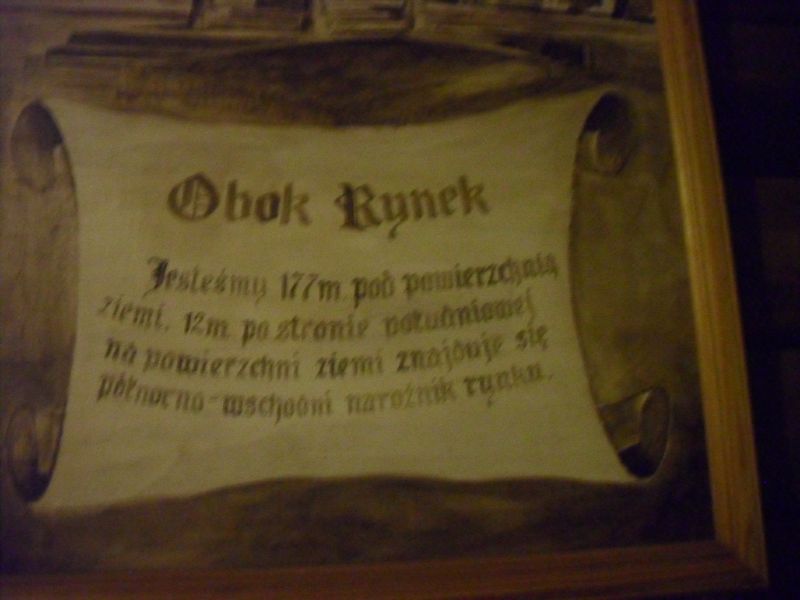 Obok Rynek
Jesteśmy 177m pod powierzchnią
ziemi. 12m po stronie południowej
na powierzchni ziemi znajduje się
północno-wschodni narożnik rynku.